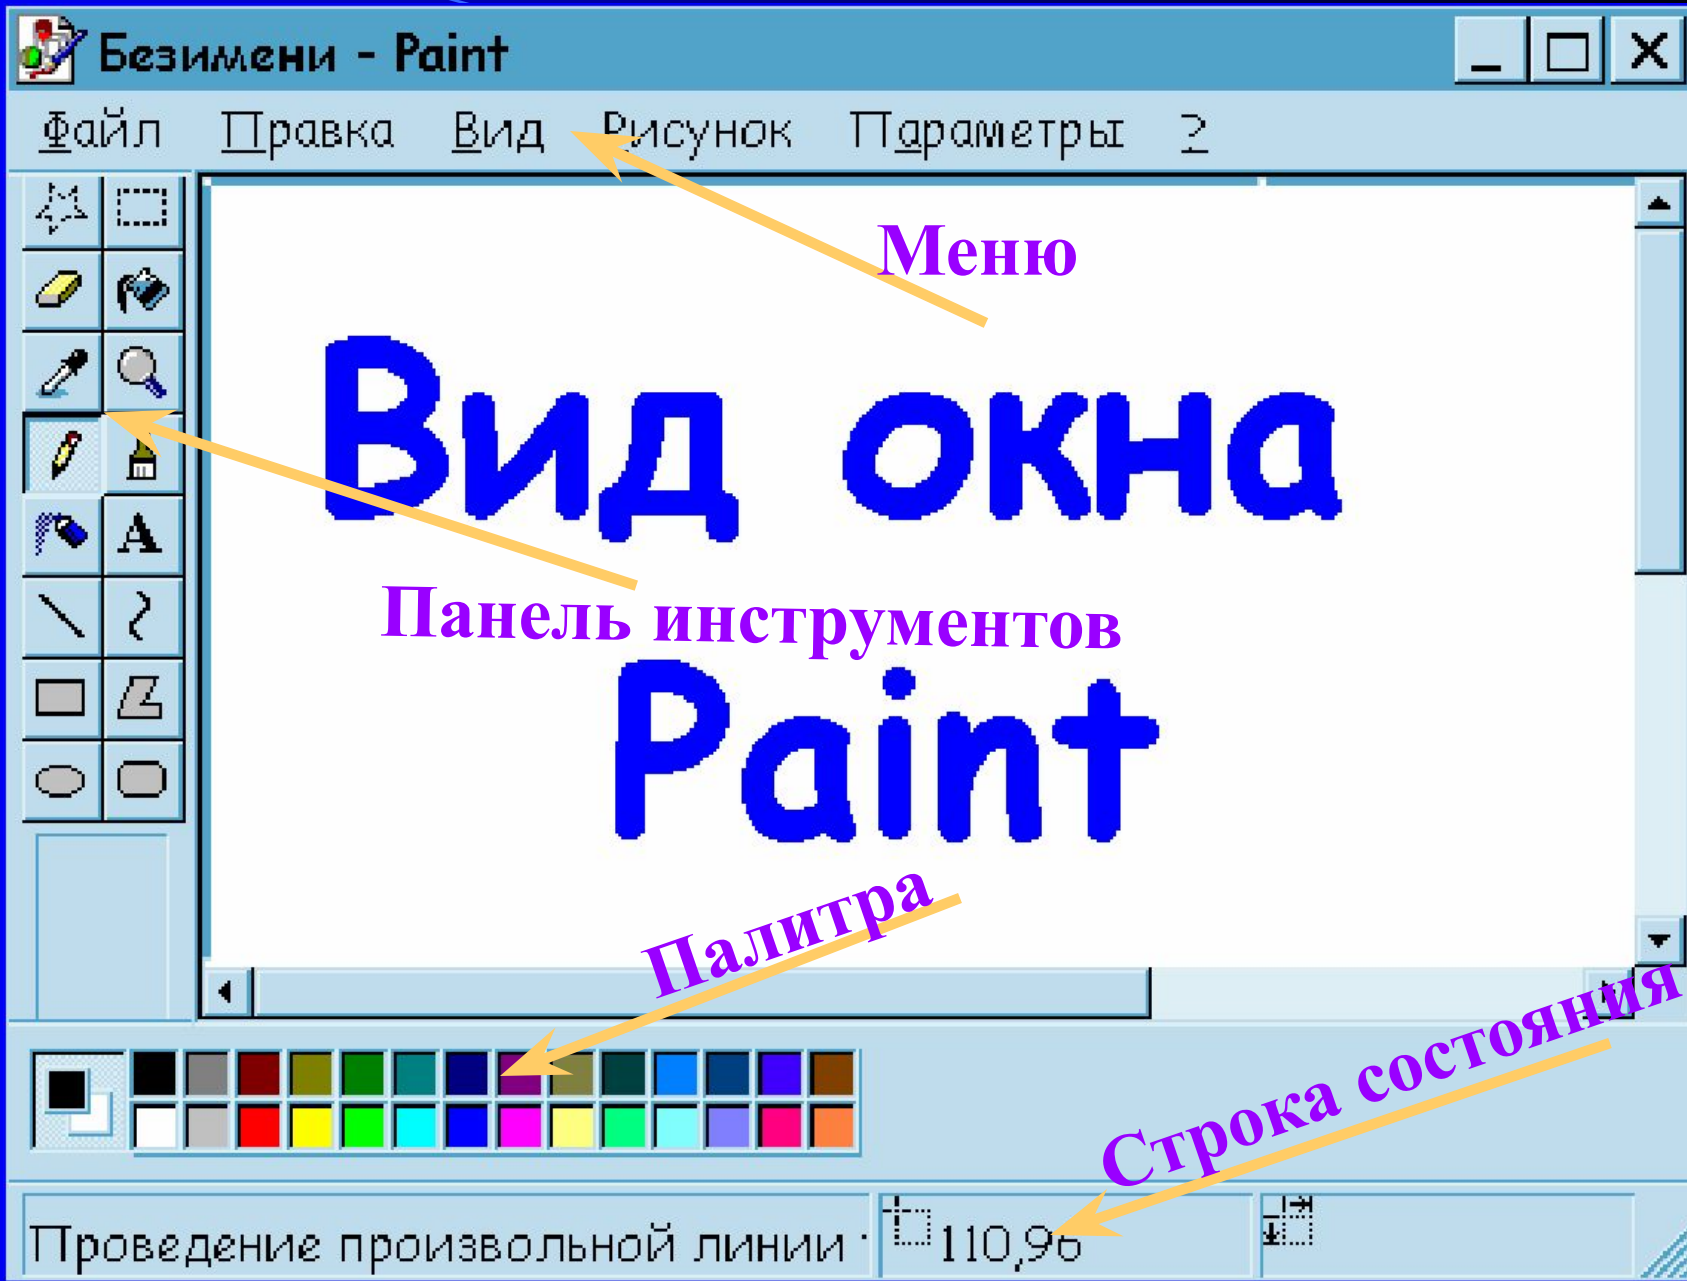 Безимени - Paint
Файл Правка Вид Рисунок Параметры ?
Меню
Вид окна
Панель инструментов
Paint
Палитра
Строка состояния
A
Проведение произвольной линии
110,96